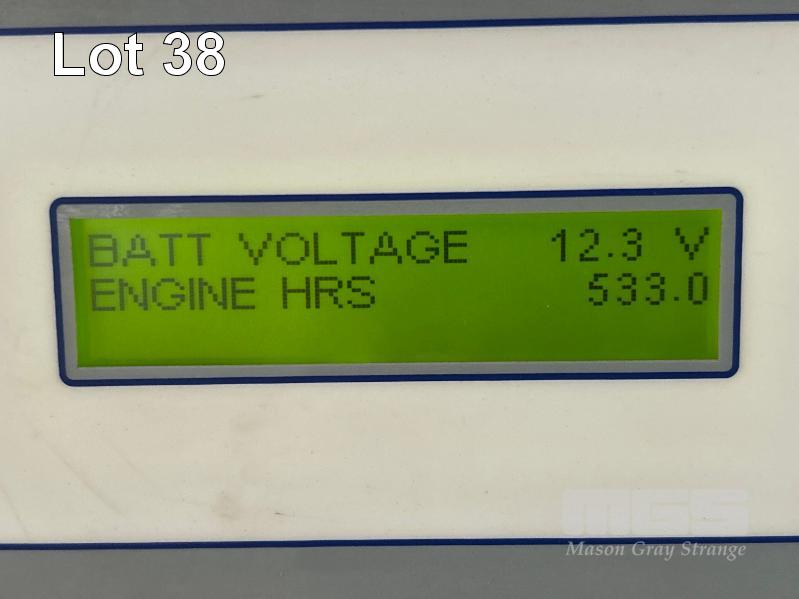 Lot 38
BATT VOLTAGE 12.3 V
ENGINE HRS 533.0
MGS
Mason Gray Strange